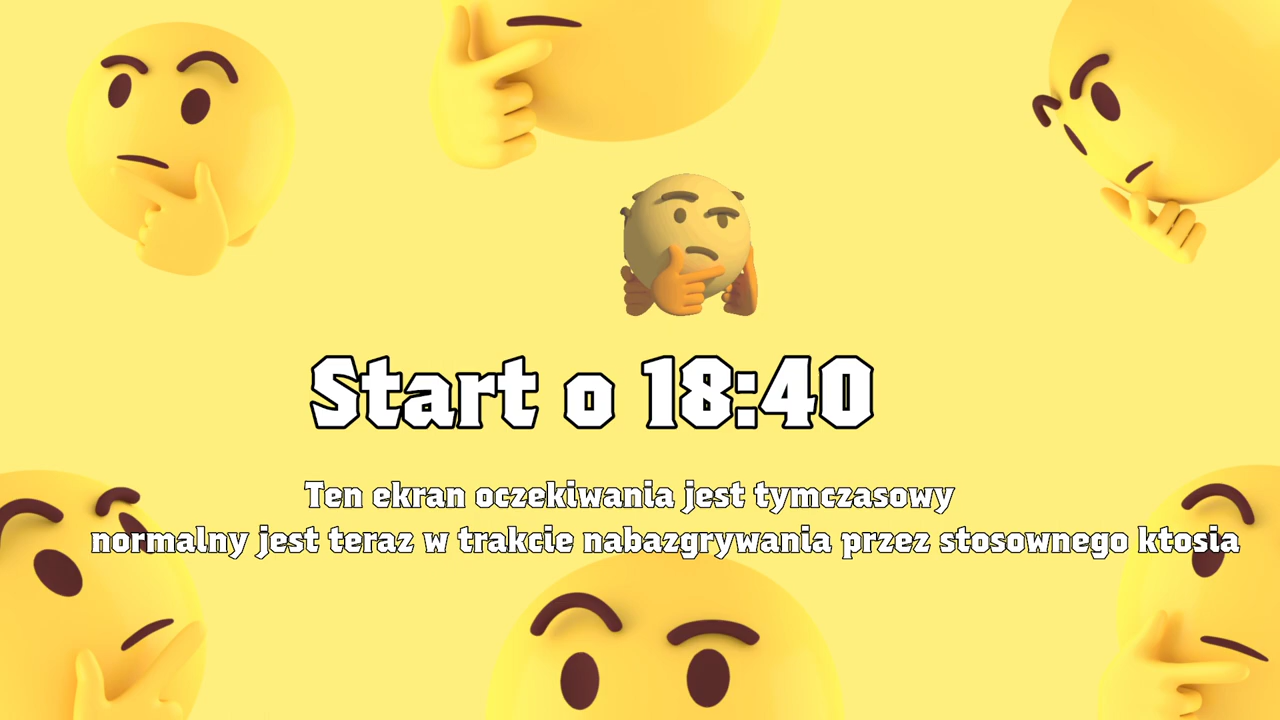 Start o 18:40
Ten ekran oczekiwania jest tymczasowy
normalny jest teraz w trakcie nabazgrywania przez stosownego ktosia